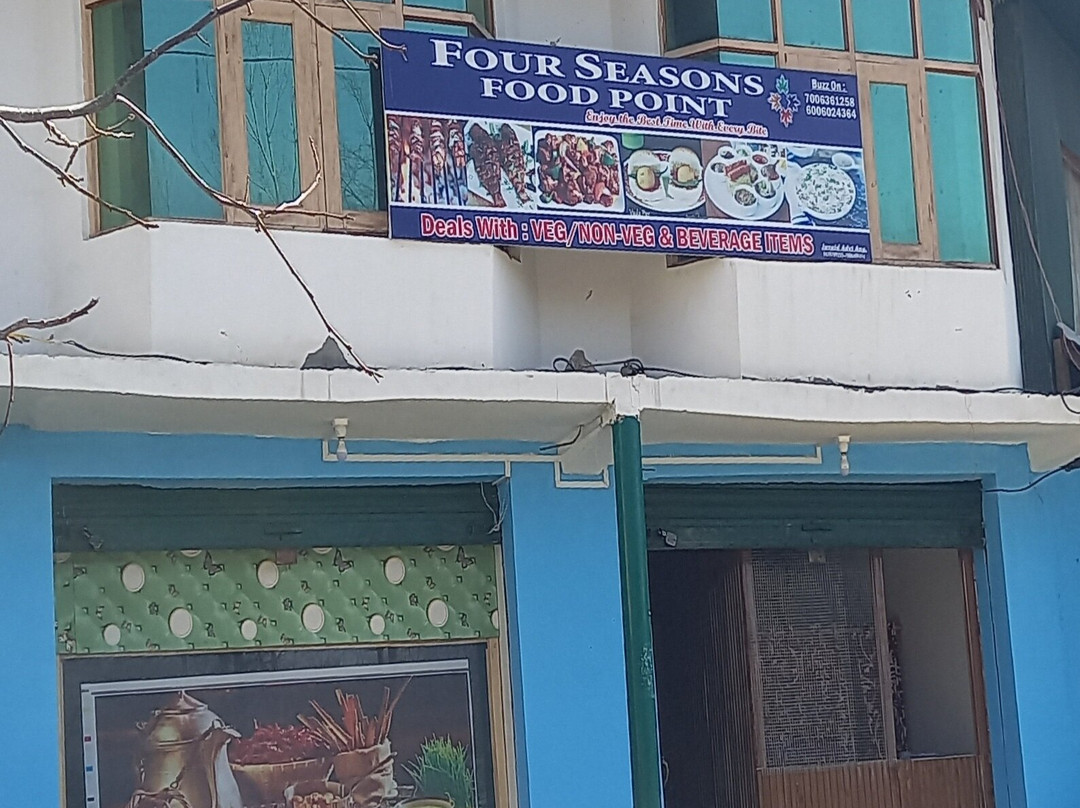 FOUR SEASONS
FOOD POINT
Enjoy the Best Time With Every Bite
Buzz On :
7006361258
6006024364
Deals With : VEG/NON-VEG & BEVERAGE ITEMS